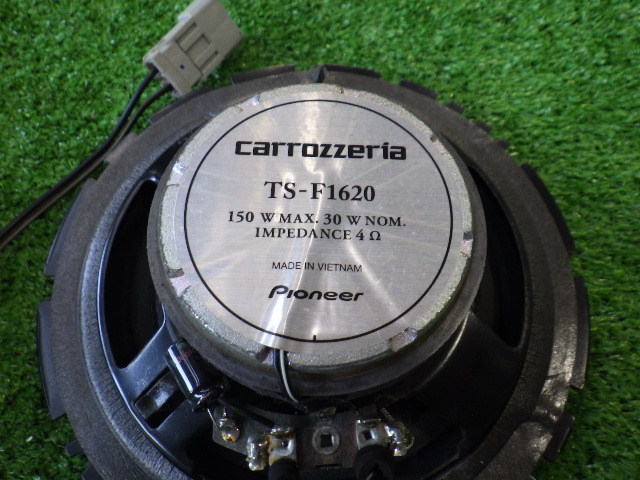 carrozzeria
TS-F1620
150 W MAX. 30 W NOM.
IMPEDANCE 4 Ω
MADE IN VIETNAM
Pioneer